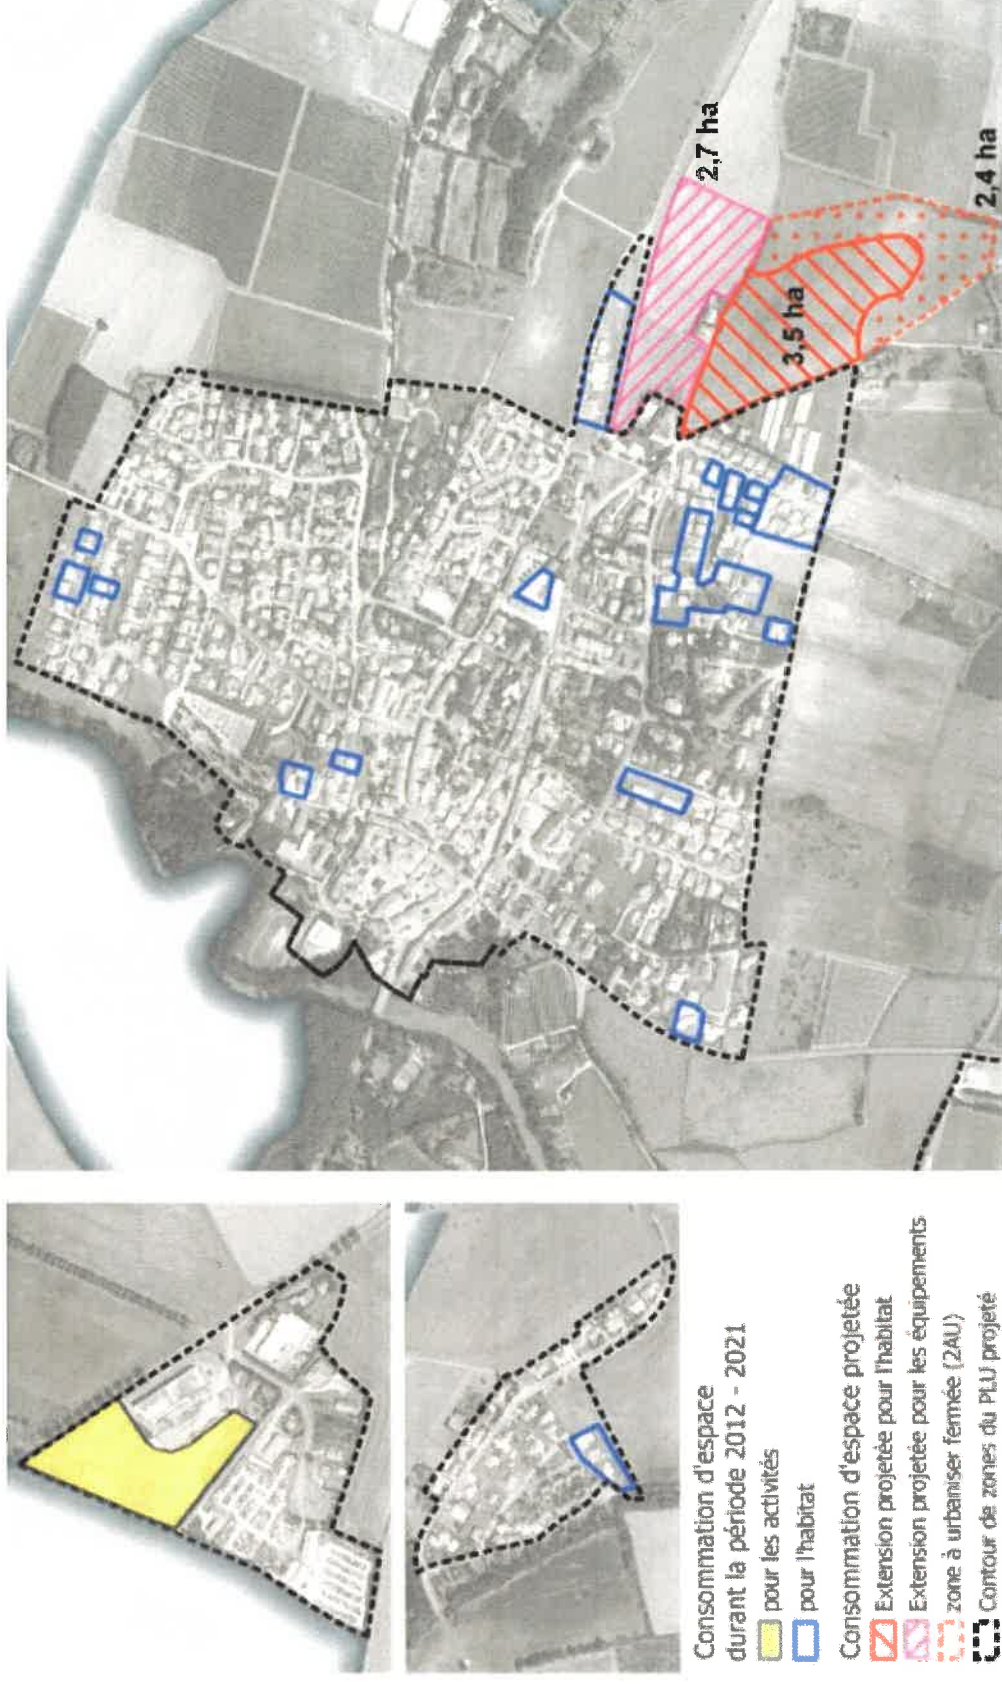 2,7 ha
3,5 ha
2,4 ha
Consommation d'espace
durant la période 2012 - 2021
pour les activités
pour l'habitat
Consommation d'espace projetée
Extension projetée pour l'habitat
Extension projetée pour les équipements
zone à urbaniser fermée (2AU)
Contour de zones du PLU projeté